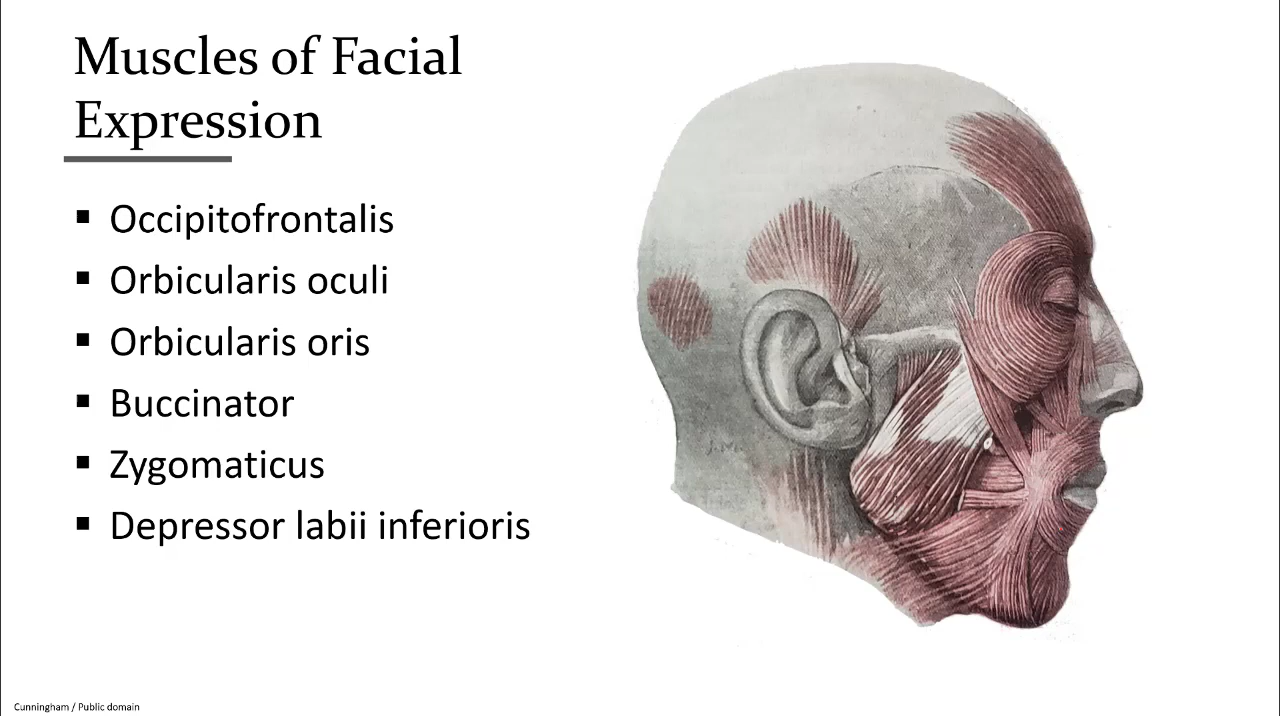 Muscles of Facial
Expression
▪ Occipitofrontalis
▪ Orbicularis oculi
▪ Orbicularis oris
▪ Buccinator
▪ Zygomaticus
▪ Depressor labii inferioris
Cunningham / Public domain